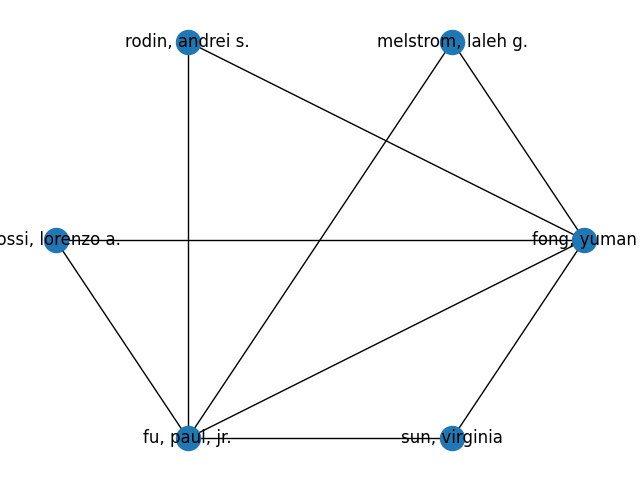 rodin, andrei s.
melstrom, laleh g.
ossi, lorenzo a.
fong, yuman
fu, paul, jr.
sun, virginia